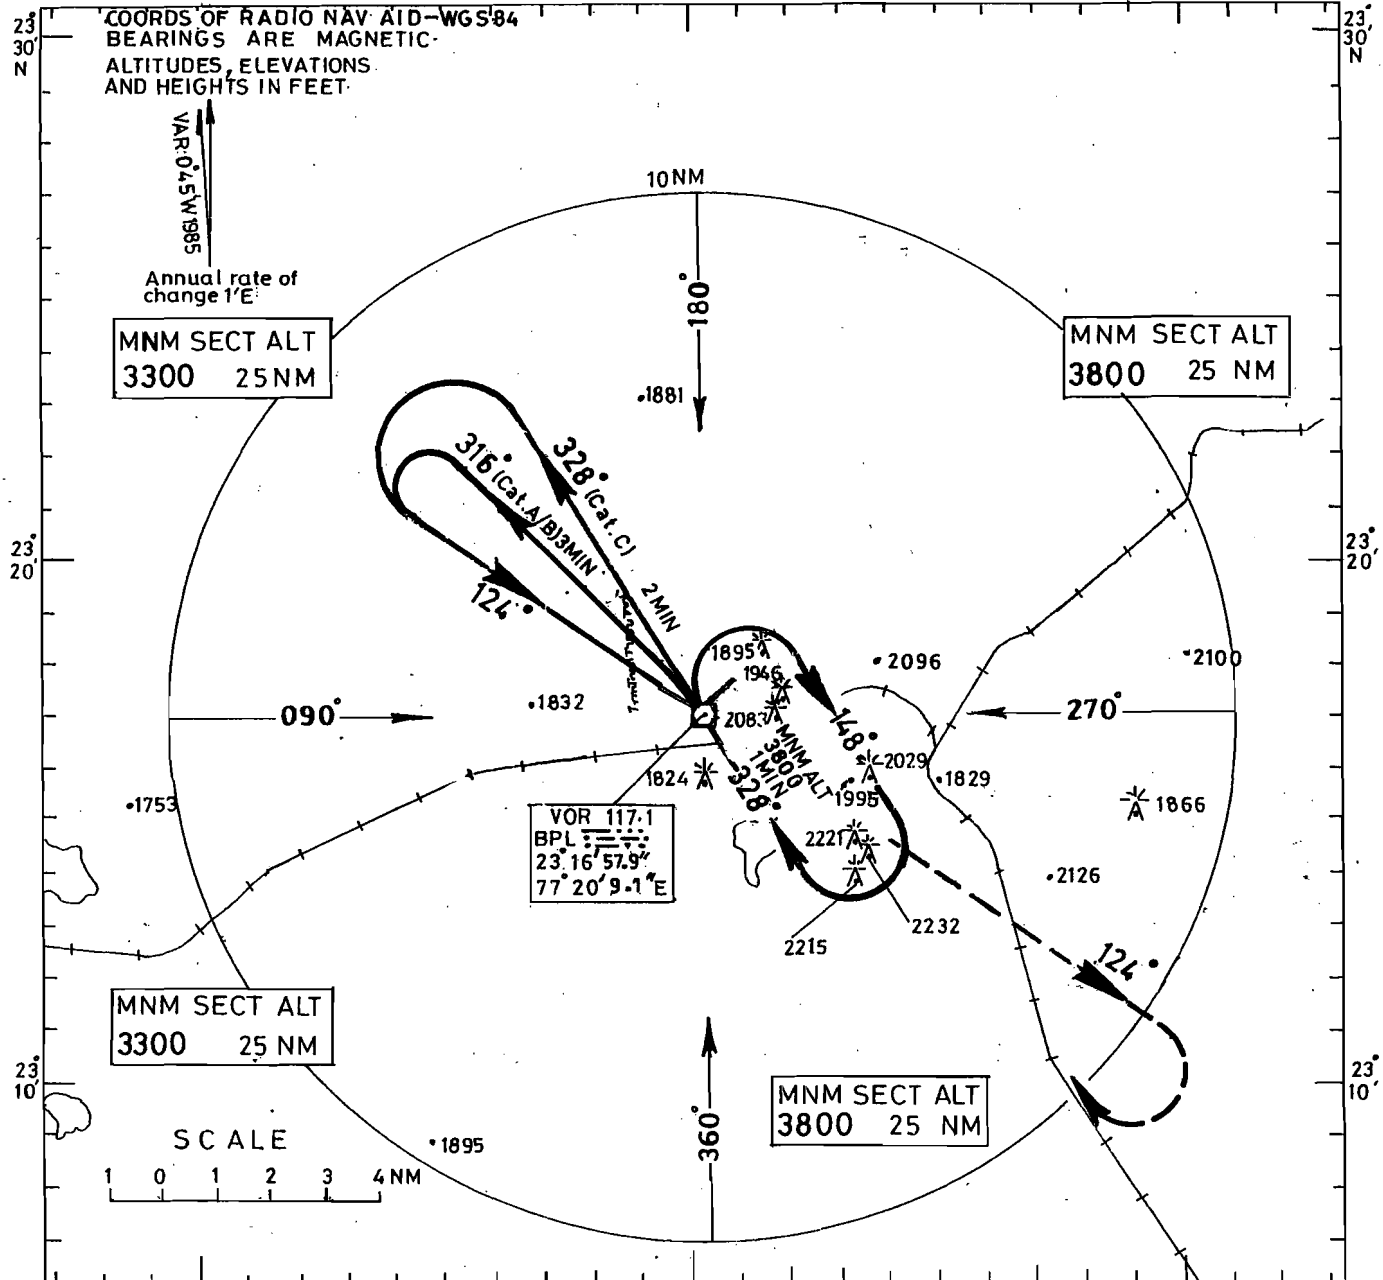 COORDS OF RADIO NAV AID-WGS84
BEARINGS ARE MAGNETIC.
ALTITUDES, ELEVATIONS
AND HEIGHTS IN FEET.
23° 30' N
23° 30' N
VAR:0°45'W 1985
Annual rate of
change 1'E
10NM
180°
MNM SECT ALT
3300 25NM
MNM SECT ALT
3800 25 NM
.1881
316° (Cat.A/B)3MIN
328° (Cat.C)
2 MIN
124°
23° 20'
23° 20'
1895
1946
2096
2100
1832
090°
270°
2083
148°
MNM ALT
3800
1MIN
328°
2029
1824
1995
1829
1753
1866
VOR 117.1
BPL
23°16'57.9"
77°20'9.1"E
2221
2126
2232
2215
124°
MNM SECT ALT
3300 25 NM
23° 10'
23° 10'
MNM SECT ALT
3800 25 NM
360°
SCALE
1895
1 0 1 2 3 4 NM